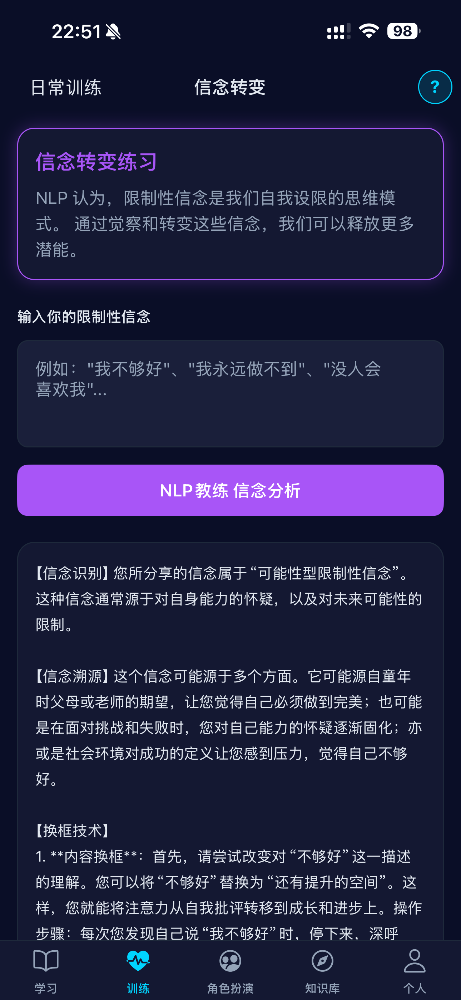 22:51
98
日常训练
信念转变
?
信念转变练习
NLP 认为，限制性信念是我们自我设限的思维模
式。 通过觉察和转变这些信念，我们可以释放更多
潜能。
输入你的限制性信念
例如："我不够好"、"我永远做不到"、"没人会
喜欢我"...
NLP教练 信念分析
【信念识别】您所分享的信念属于“可能性型限制性信念”。
这种信念通常源于对自身能力的怀疑，以及对未来可能性的
限制。
【信念溯源】这个信念可能源于多个方面。它可能源自童年
时父母或老师的期望，让您觉得自己必须做到完美；也可能
是在面对挑战和失败时，您对自己能力的怀疑逐渐固化；亦
或是社会环境对成功的定义让您感到压力，觉得自己不够
好。
【换框技术】
1. **内容换框**：首先，请尝试改变对“不够好”这一描述
的理解。您可以将“不够好”替换为“还有提升的空间”。这
样，您就能将注意力从自我批评转移到成长和进步上。操作
步骤：每次您发现自己说“我不够好”时，停下来，深呼
学习
训练
角色扮演
知识库
个人